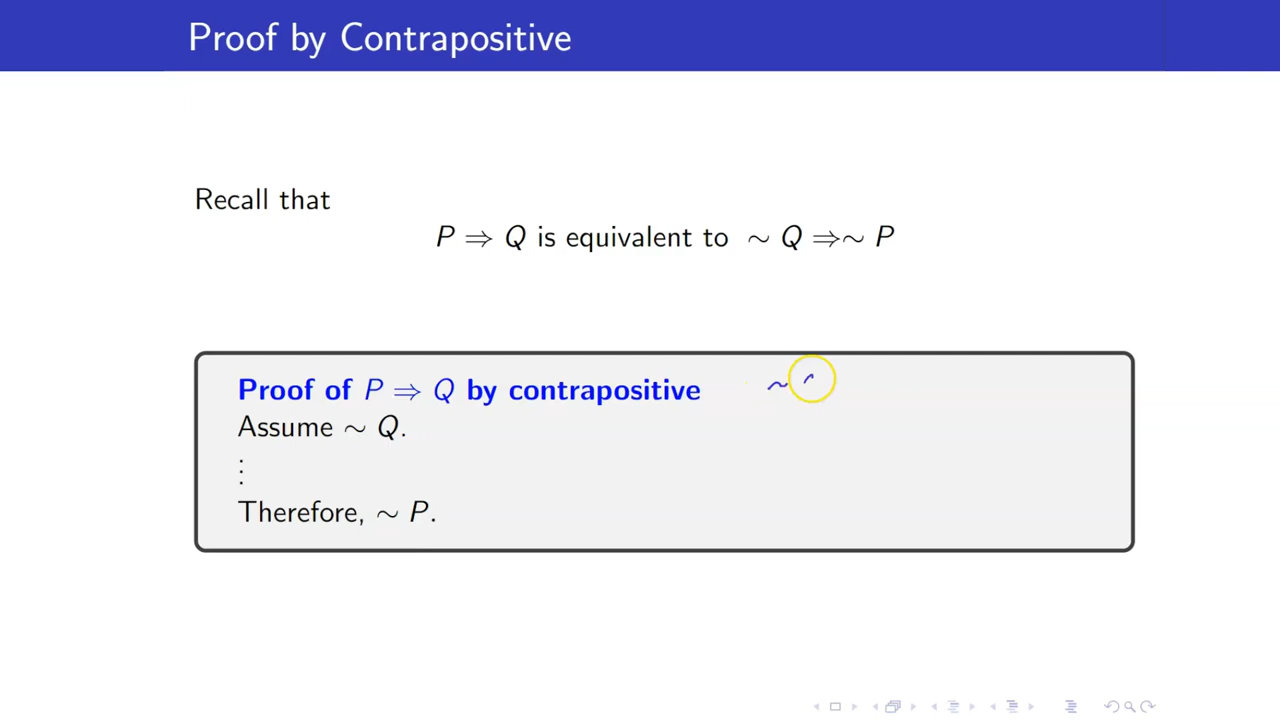 Proof by Contrapositive
Recall that
P ⇒ Q is equivalent to ∼ Q ⇒∼ P
Proof of P ⇒ Q by contrapositive ∼
Assume ∼ Q.
⋮
Therefore, ∼ P.